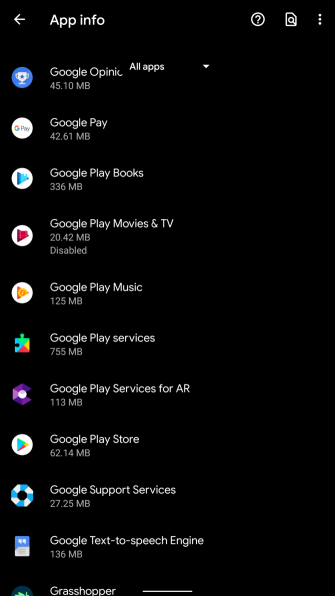 App info
All apps
Google Opinic
45.10 MB
G Pay
Google Pay
42.61 MB
Google Play Books
336 MB
Google Play Movies & TV
20.42 MB
Disabled
Google Play Music
125 MB
Google Play services
755 MB
Google Play Services for AR
113 MB
Google Play Store
62.14 MB
Google Support Services
27.25 MB
Google Text-to-speech Engine
136 MB
Grasshopper